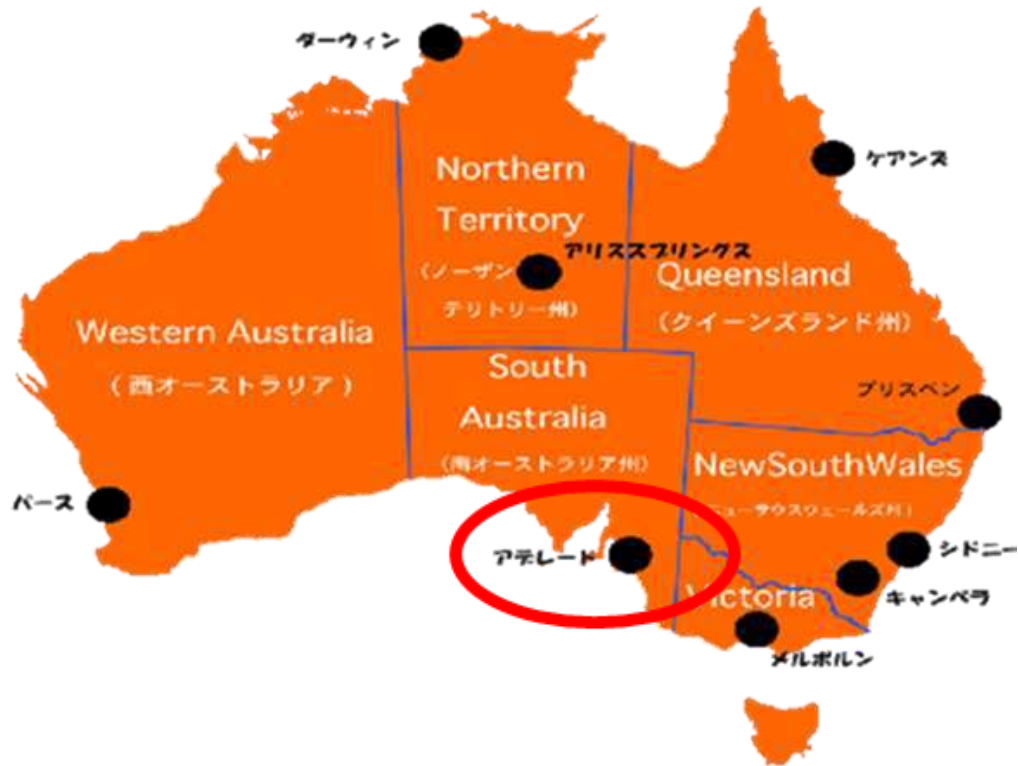 ダーウィン
ケアンズ
Northern
Territory
アリススプリングス
(ノーザン
テリトリー州)
Queensland
(クイーンズランド州)
Western Australia
(西オーストラリア)
South
Australia
(南オーストラリア州)
ブリスベン
NewSouthWales
ニューサウスウェールズ州)
パース
アデレード
シドニー
キャンベラ
Victoria
メルボルン